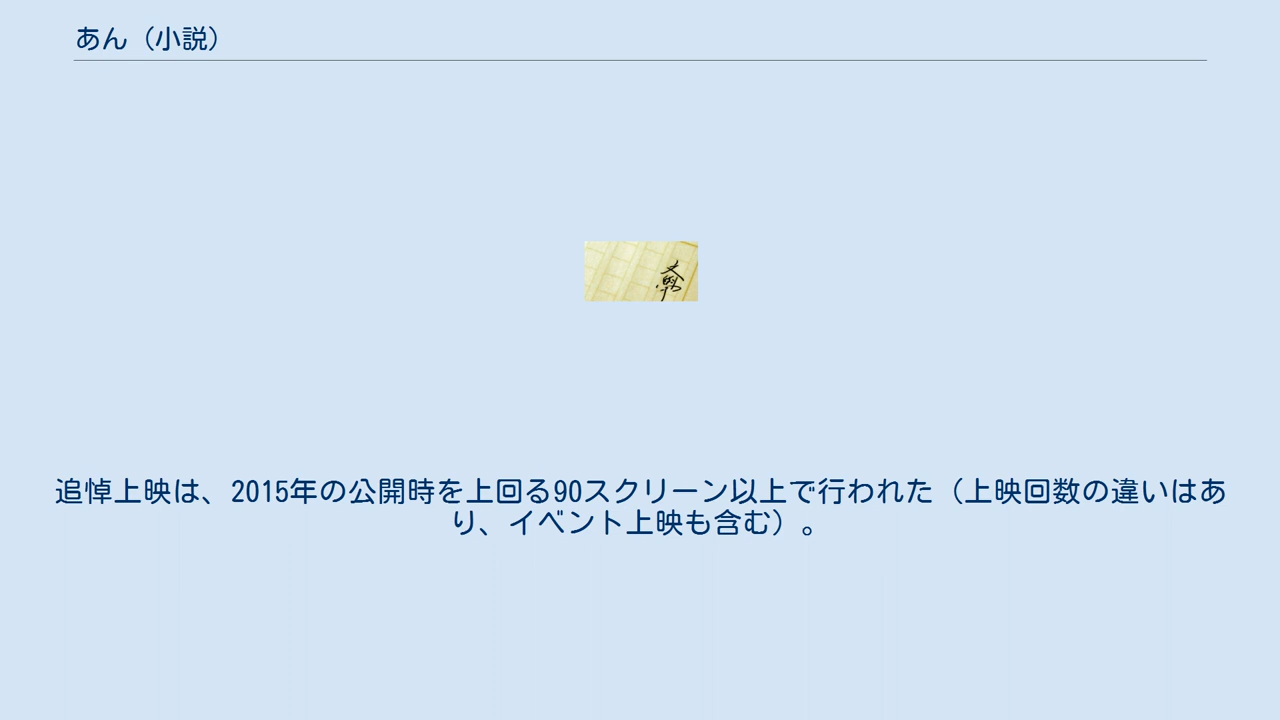 あん（小説）
追悼上映は、2015年の公開時を上回る90スクリーン以上で行われた（上映回数の違いはあ
り、イベント上映も含む）。